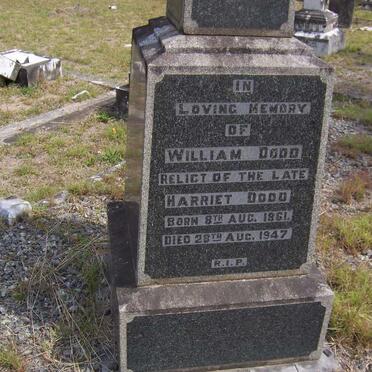 IN
LOVING MEMORY
OF
WILLIAM DODD
RELICT OF THE LATE
HARRIET DODD
BORN 8TH AUG. 1861.
DIED 28TH AUG. 1947.
R.I.P.